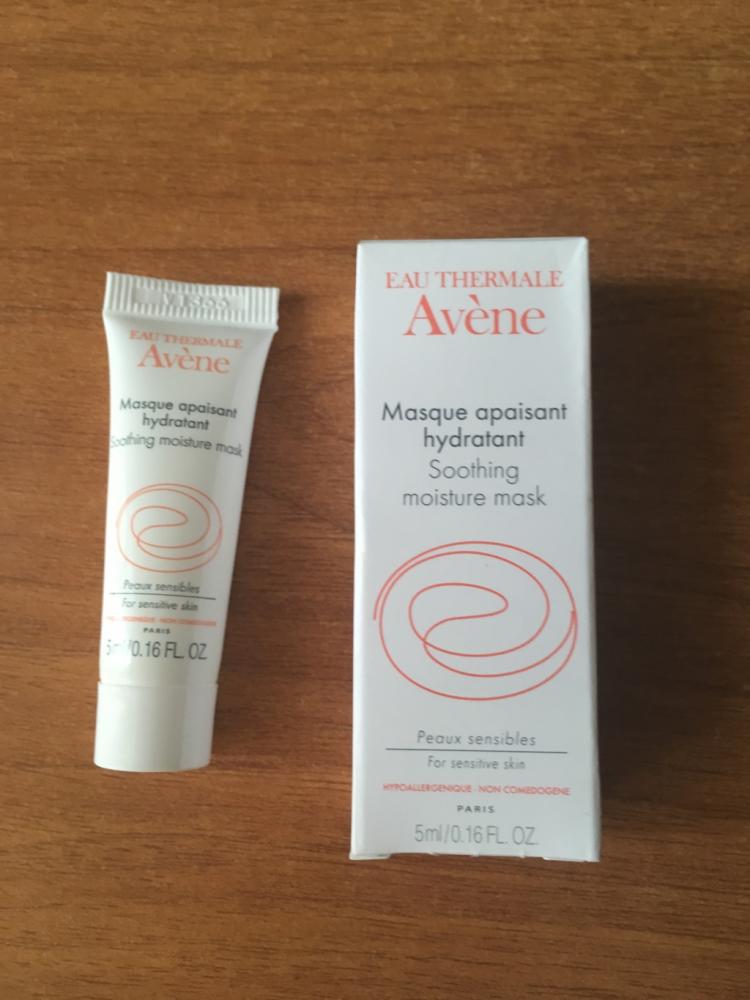 EAU THERMALE
Avène
Masque apaisant
hydratant
Soothing moisture mask
Peaux sensibles
For sensitive skin
NON COMEDOGENE
PARIS
5ml/0.16 FL. OZ.
EAU THERMALE
Avène
Masque apaisant
hydratant
Soothing
moisture mask
Peaux sensibles
For sensitive skin
HYPOALLERGENIQUE - NON COMEDOGENE
PARIS
5ml/0.16 FL. OZ.